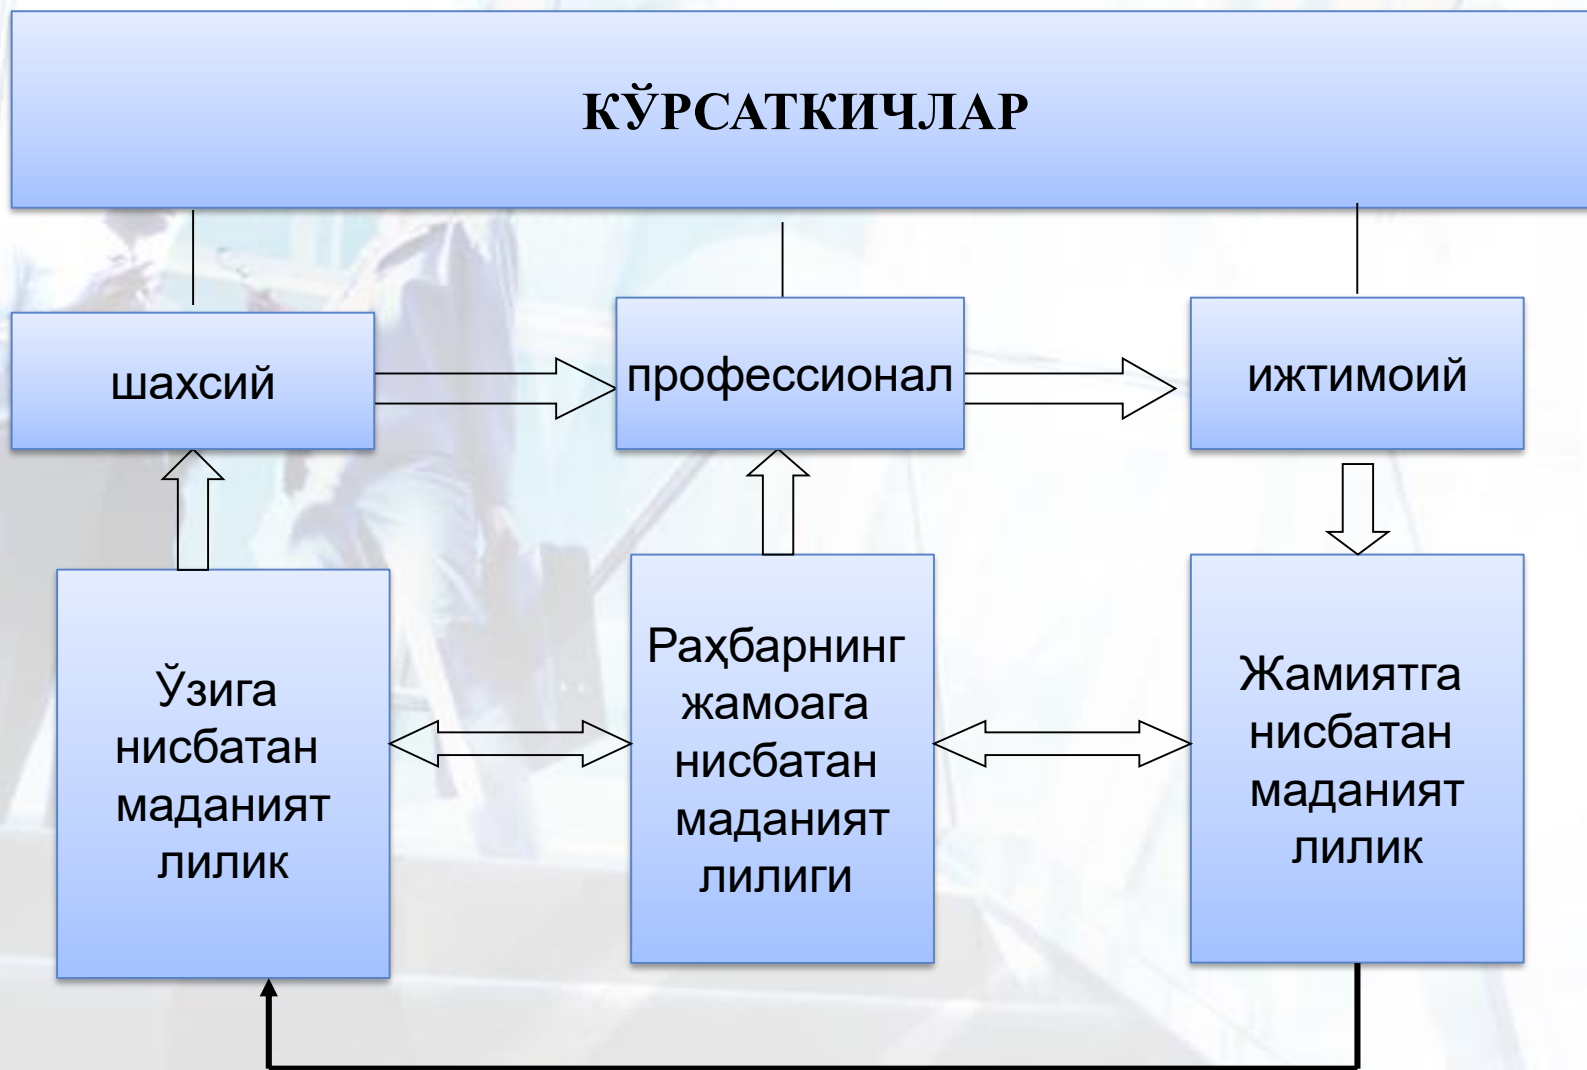 КЎРСАТКИЧЛАР
шахсий
профессионал
ижтимоий
Ўзига
нисбатан
маданият
лилик
Раҳбарнинг
жамоага
нисбатан
маданият
лилиги
Жамиятга
нисбатан
маданият
лилик